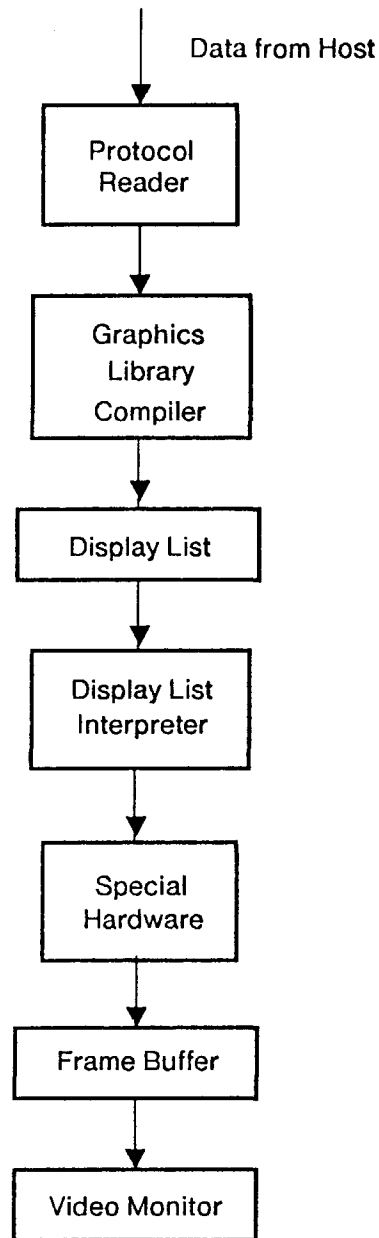 Data from Host
Protocol
Reader
Graphics
Library
Compiler
Display List
Display List
Interpreter
Special
Hardware
Frame Buffer
Video Monitor